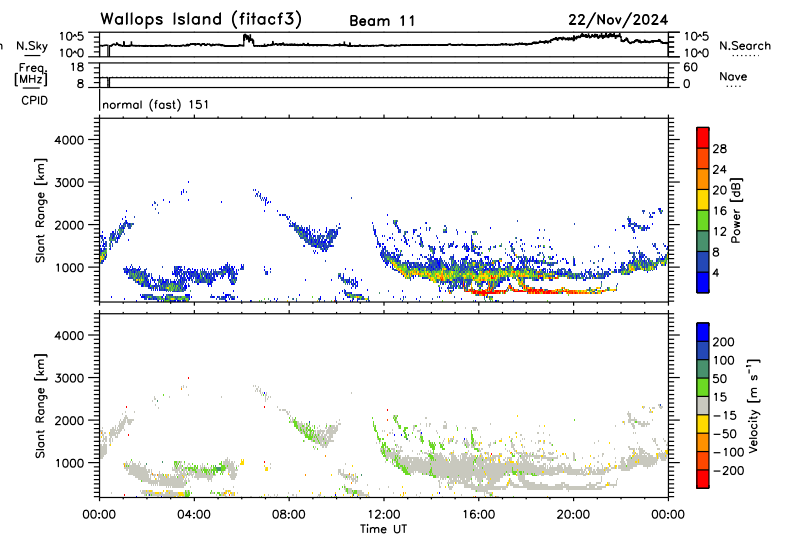 Wallops Island (fitacf3) Beam 11 22/Nov/2024
n N.Sky 10^5 10^0 10^5 10^0 N.Search
Freq. [MHz] 18 8 60 0 Nave
CPID normal (fast) 151
Slant Range [km]
4000
3000
2000
1000
Power [dB]
28
24
20
16
12
8
4
Slant Range [km]
4000
3000
2000
1000
Velocity [m s⁻¹]
200
100
50
15
-15
-50
-100
-200
00:00 04:00 08:00 12:00 16:00 20:00 00:00
Time UT